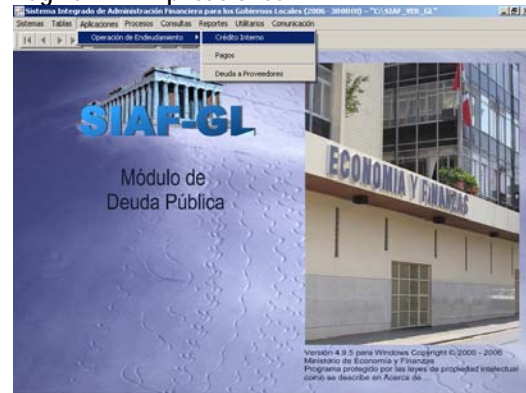 Sistema Integrado de Administración Financiera para los Gobiernos Locales
Sistemas Tablas Aplicaciones Procesos Consultas Reportes Utilitarios Comunicación
Operación de Endeudamiento
Crédito Interno
Pagos
Deuda a Proveedores
SIAF-GL
Módulo de
Deuda Pública
ECONOMIA Y FINANZAS
Versión 4.9.5 para Windows Copyright © 2000 - 2006
Ministerio de Economía y Finanzas
Programa protegido por las leyes de propiedad intelectual
como se describe en Acerca de...